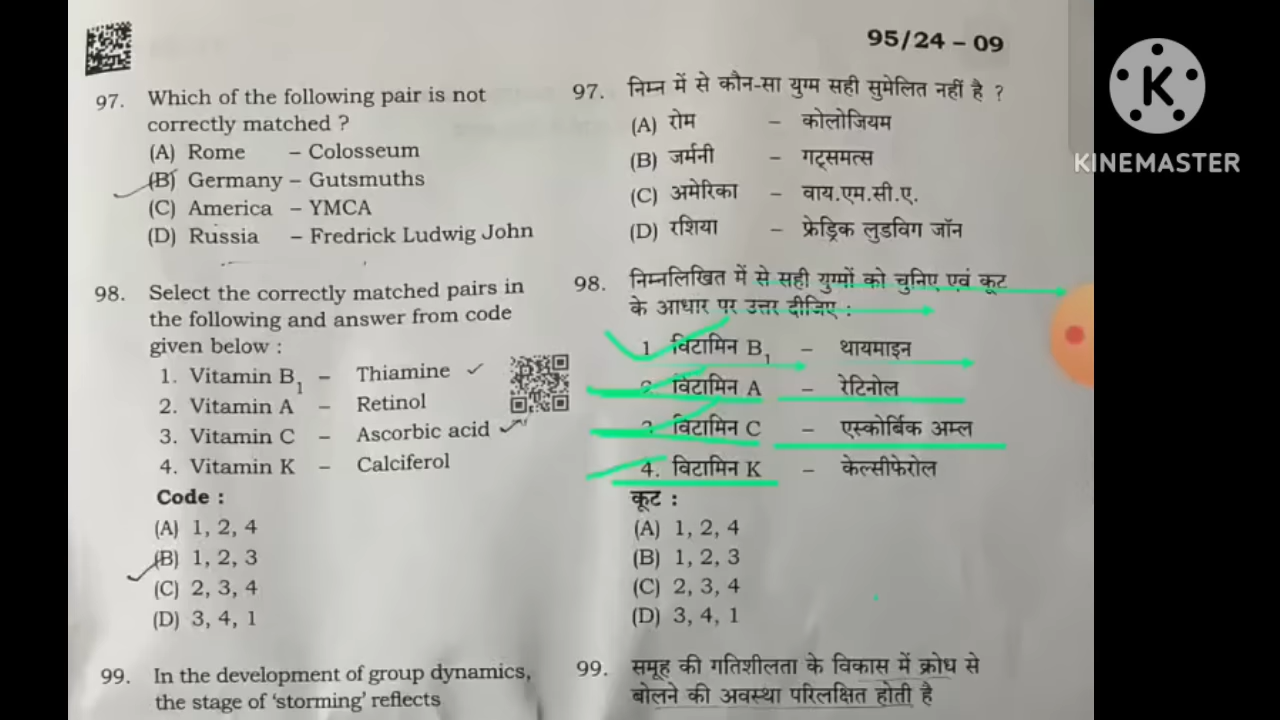 95/24 – 09
97. Which of the following pair is not
correctly matched ?
(A) Rome – Colosseum
(B) Germany – Gutsmuths
(C) America – YMCA
(D) Russia – Fredrick Ludwig John
98. Select the correctly matched pairs in
the following and answer from code
given below :
1. Vitamin B1 – Thiamine
2. Vitamin A – Retinol
3. Vitamin C – Ascorbic acid
4. Vitamin K – Calciferol
Code :
(A) 1, 2, 4
(B) 1, 2, 3
(C) 2, 3, 4
(D) 3, 4, 1
99. In the development of group dynamics,
the stage of ‘storming’ reflects
97. निम्न में से कौन-सा युग्म सही सुमेलित नहीं है ?
(A) रोम – कोलोजियम
(B) जर्मनी – गट्समत्स
(C) अमेरिका – वाय.एम.सी.ए.
(D) रशिया – फ्रेड्रिक लुडविग जॉन
98. निम्नलिखित में से सही युग्मों को चुनिए एवं कूट
के आधार पर उत्तर दीजिए :
1 विटामिन B1 – थायमाइन
2. विटामिन A – रेटिनोल
3. विटामिन C – एस्कोर्बिक अम्ल
4. विटामिन K – केल्सीफेरोल
कूट :
(A) 1, 2, 4
(B) 1, 2, 3
(C) 2, 3, 4
(D) 3, 4, 1
99. समूह की गतिशीलता के विकास में क्रोध से
बोलने की अवस्था परिलक्षित होती है
K
KINEMASTER